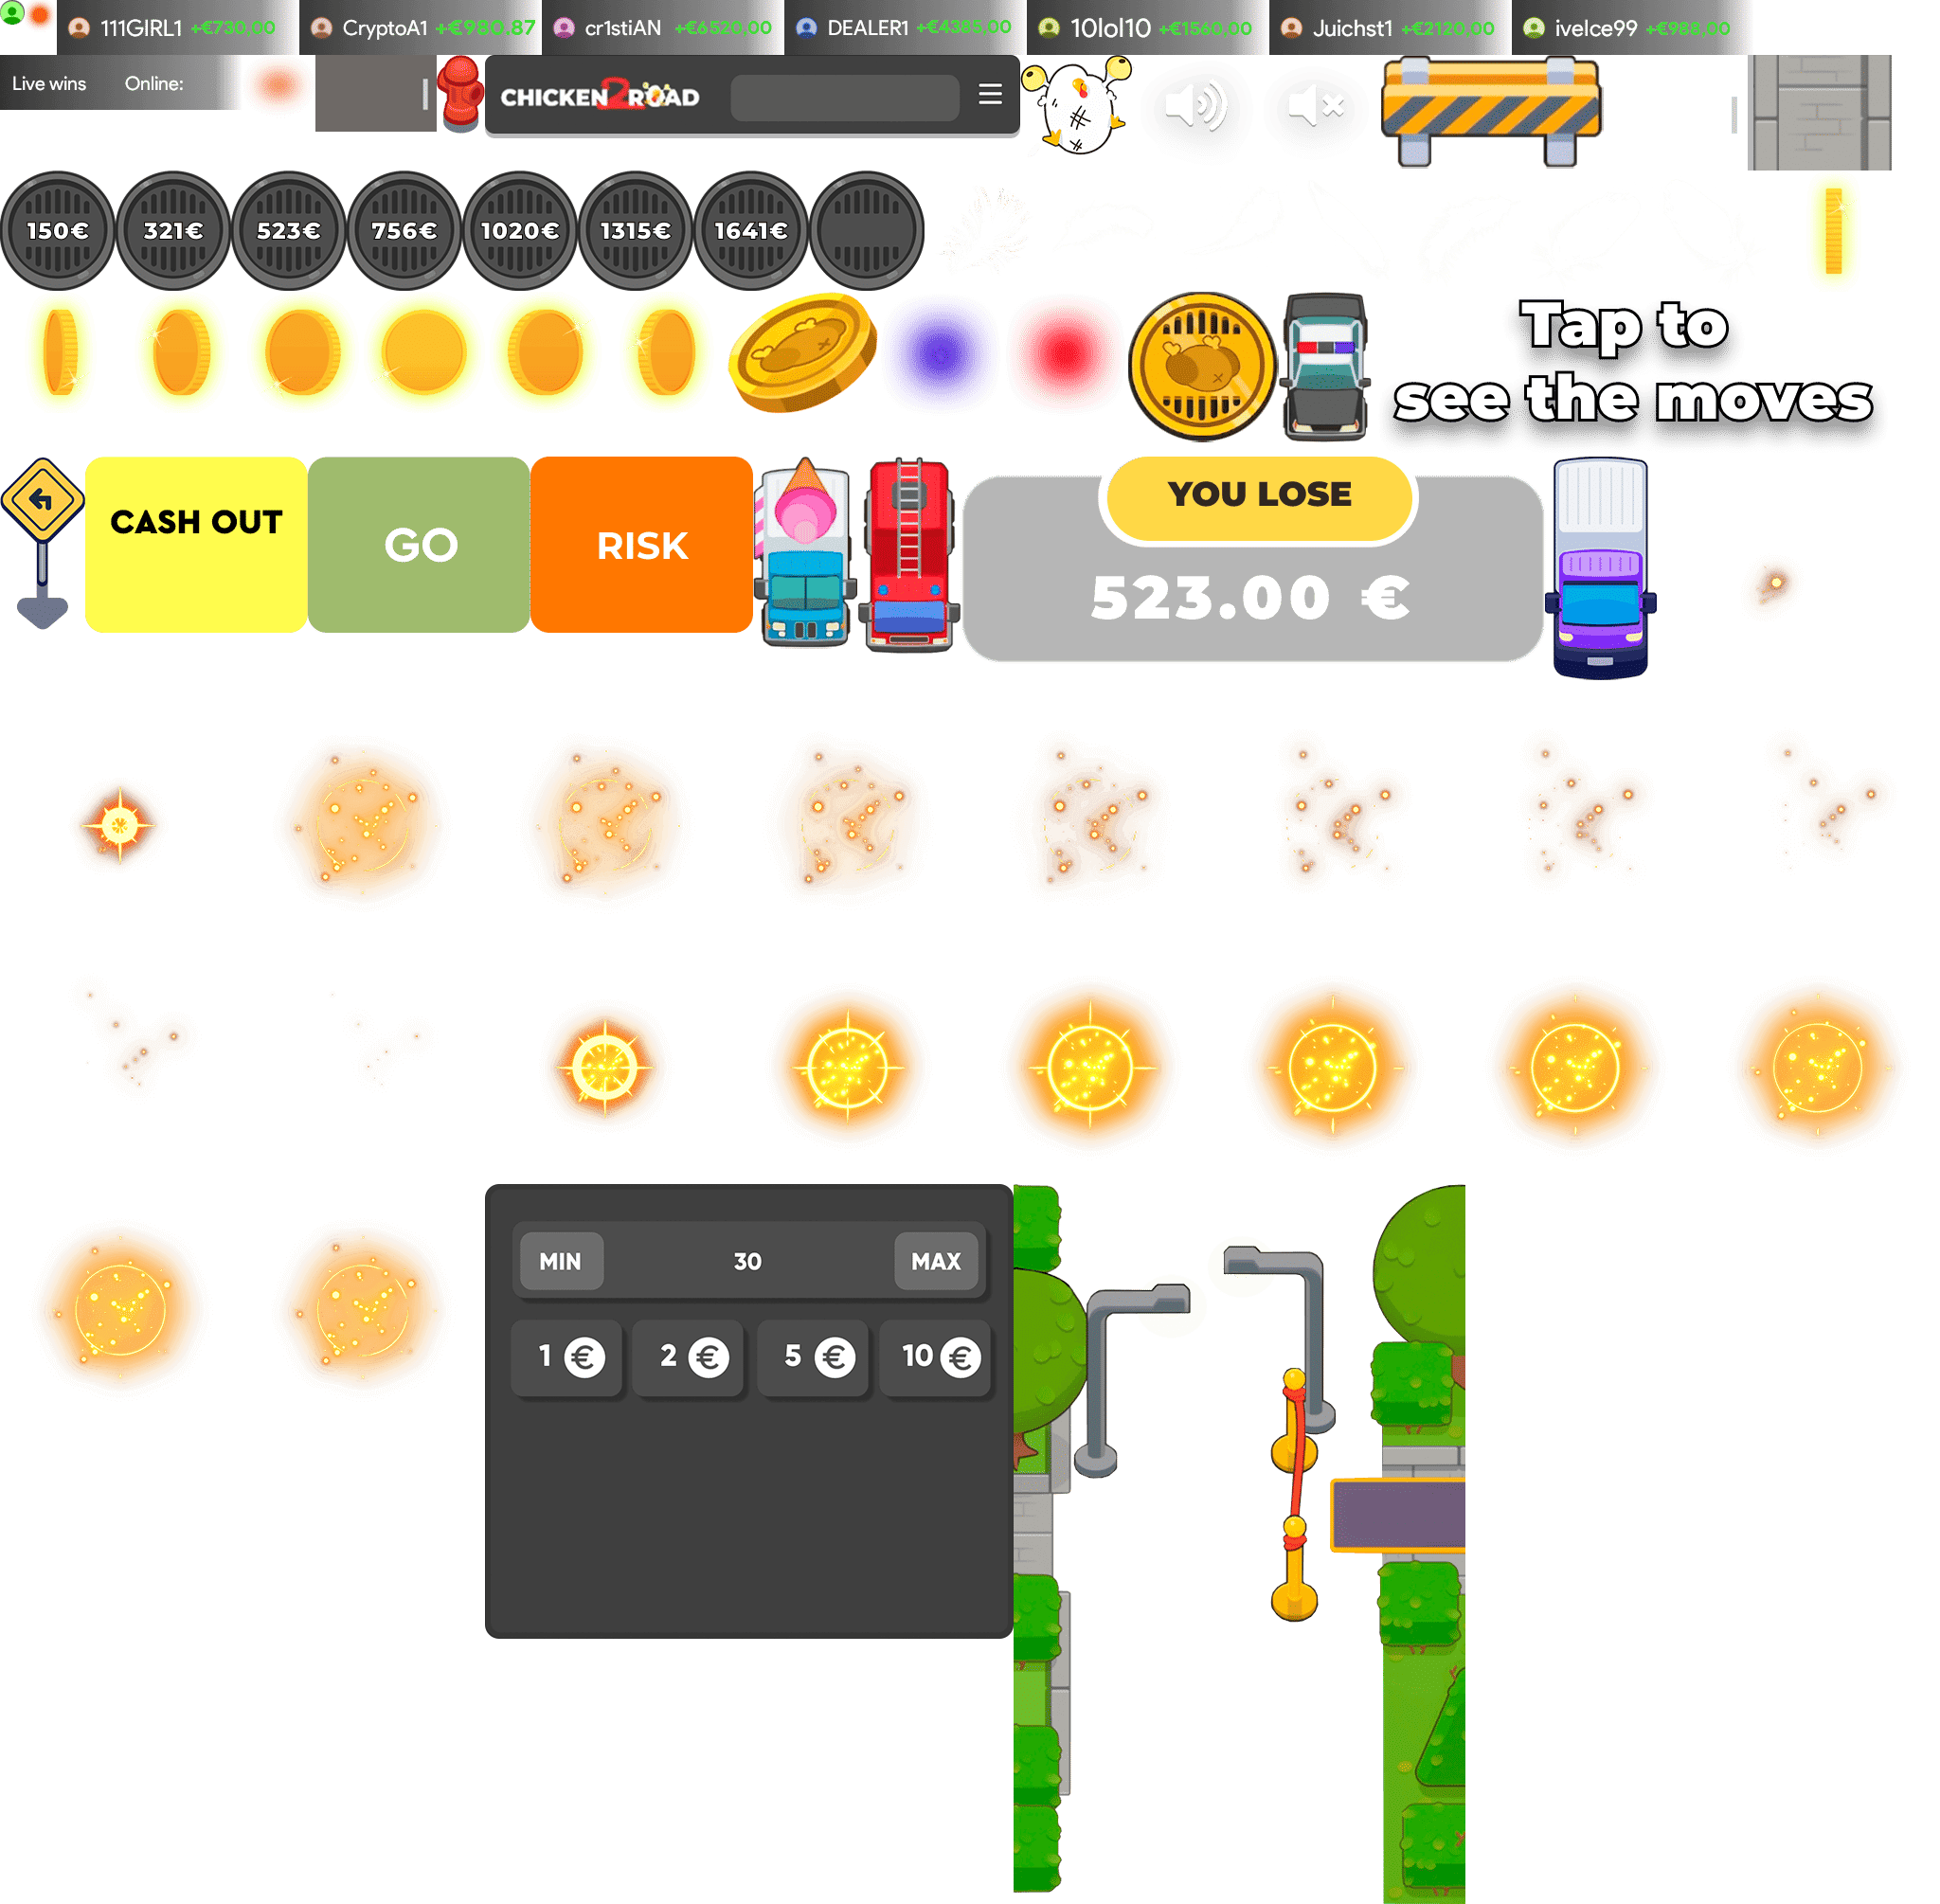 111GIRL1 +€730,00
CryptoA1 +€980,87
cr1stiAN +€6520,00
DEALER1 +€4385,00
10lol10 +€1560,00
Juichst1 +€2120,00
ivelce99 +€988,00
Live wins Online:
CHICKEN 2 ROAD
150€
321€
523€
756€
1020€
1315€
1641€
Tap to
see the moves
CASH OUT
GO
RISK
YOU LOSE
523.00 €
MIN 30 MAX
1 €
2 €
5 €
10 €